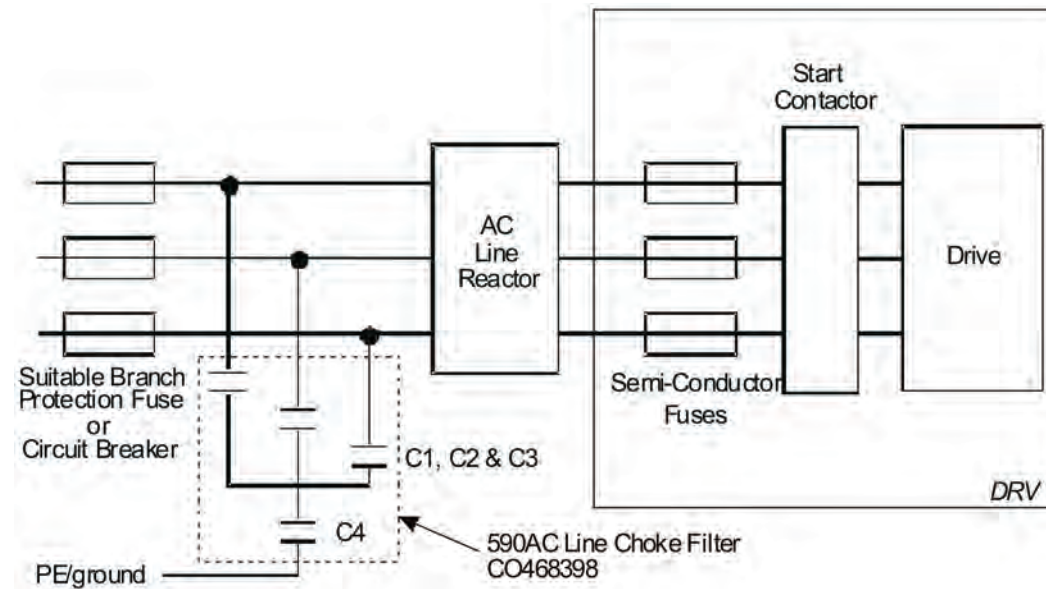 Start
Contactor
AC
Line
Reactor
Drive
Suitable Branch
Protection Fuse
or
Circuit Breaker
Semi-Conductor
Fuses
C1, C2 & C3
DRV
C4
590AC Line Choke Filter
CO468398
PE/ground